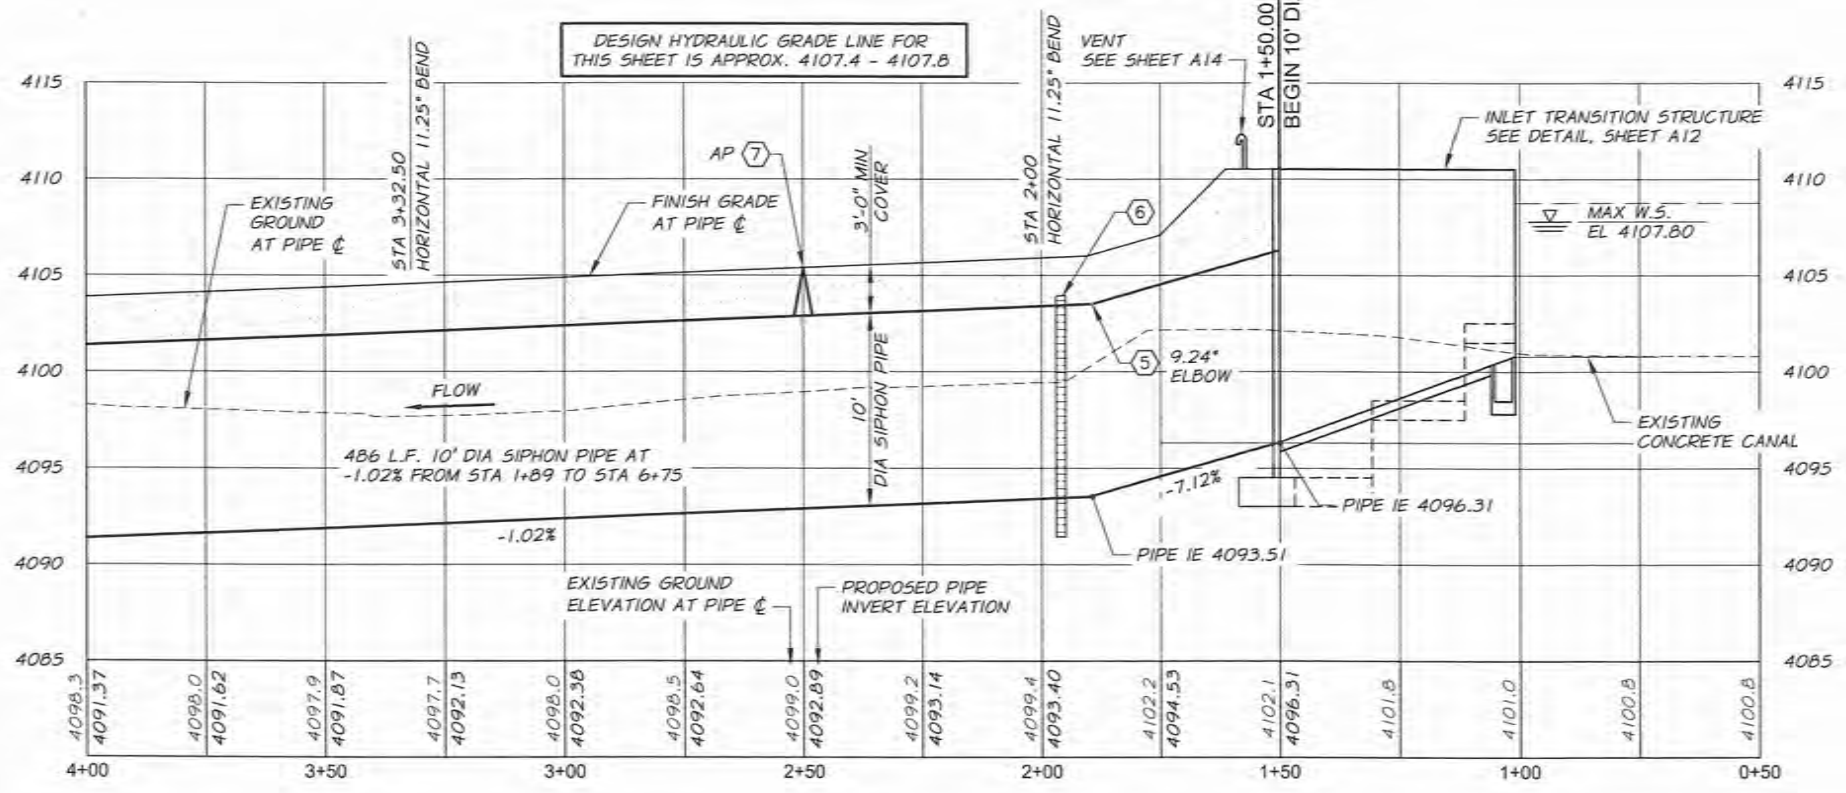 DESIGN HYDRAULIC GRADE LINE FOR
THIS SHEET IS APPROX. 4107.4 - 4107.8
VENT
SEE SHEET A14
STA 1+50.00
BEGIN 10' DI
STA 3+32.50
HORIZONTAL 11.25° BEND
STA 2+00
HORIZONTAL 11.25° BEND
INLET TRANSITION STRUCTURE
SEE DETAIL, SHEET A12
4115
4110
4105
4100
4095
4090
4085
4115
4110
4105
4100
4095
4090
4085
AP 7
3'-0" MIN
COVER
EXISTING
GROUND
AT PIPE ℄
FINISH GRADE
AT PIPE ℄
6
MAX W.S.
EL 4107.80
FLOW
10'
DIA SIPHON PIPE
5 9.24°
ELBOW
EXISTING
CONCRETE CANAL
486 L.F. 10' DIA SIPHON PIPE AT
-1.02% FROM STA 1+89 TO STA 6+75
-7.12%
PIPE IE 4096.31
-1.02%
PIPE IE 4093.51
EXISTING GROUND
ELEVATION AT PIPE ℄
PROPOSED PIPE
INVERT ELEVATION
4098.3
4091.37
4098.0
4091.62
4097.9
4091.87
4097.7
4092.13
4098.0
4092.38
4098.5
4092.64
4099.0
4092.89
4099.2
4093.14
4099.4
4093.40
4102.2
4094.53
4102.1
4096.31
4101.8
4101.0
4100.8
4100.8
4+00
3+50
3+00
2+50
2+00
1+50
1+00
0+50